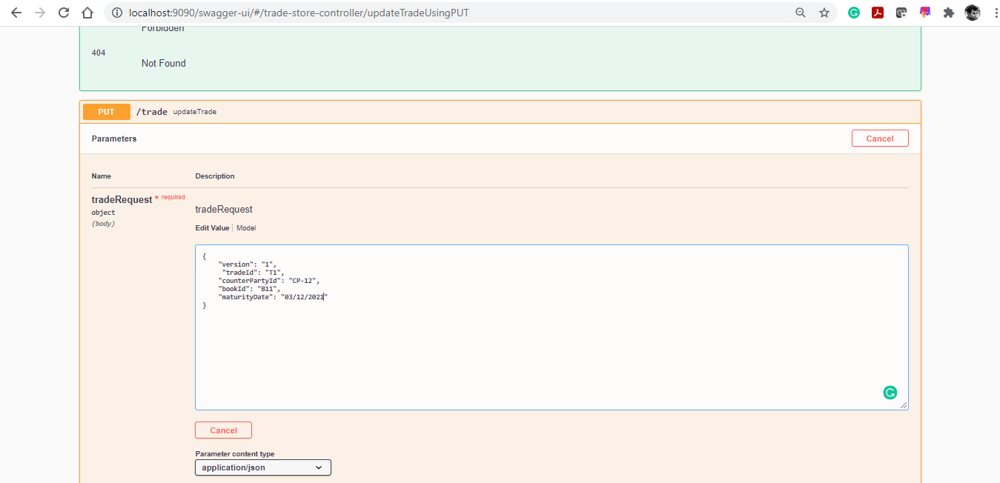 localhost:9090/swagger-ui/#/trade-store-controller/updateTradeUsingPUT
Forbidden
404
Not Found
PUT /trade updateTrade
Parameters Cancel
Name Description
tradeRequest * required
object
(body)
tradeRequest
Edit Value | Model
{
"version": "1",
"tradeId": "T1",
"counterPartyId": "CP-12",
"bookId": "B11",
"maturityDate": "03/12/2021"
}
Cancel
Parameter content type
application/json